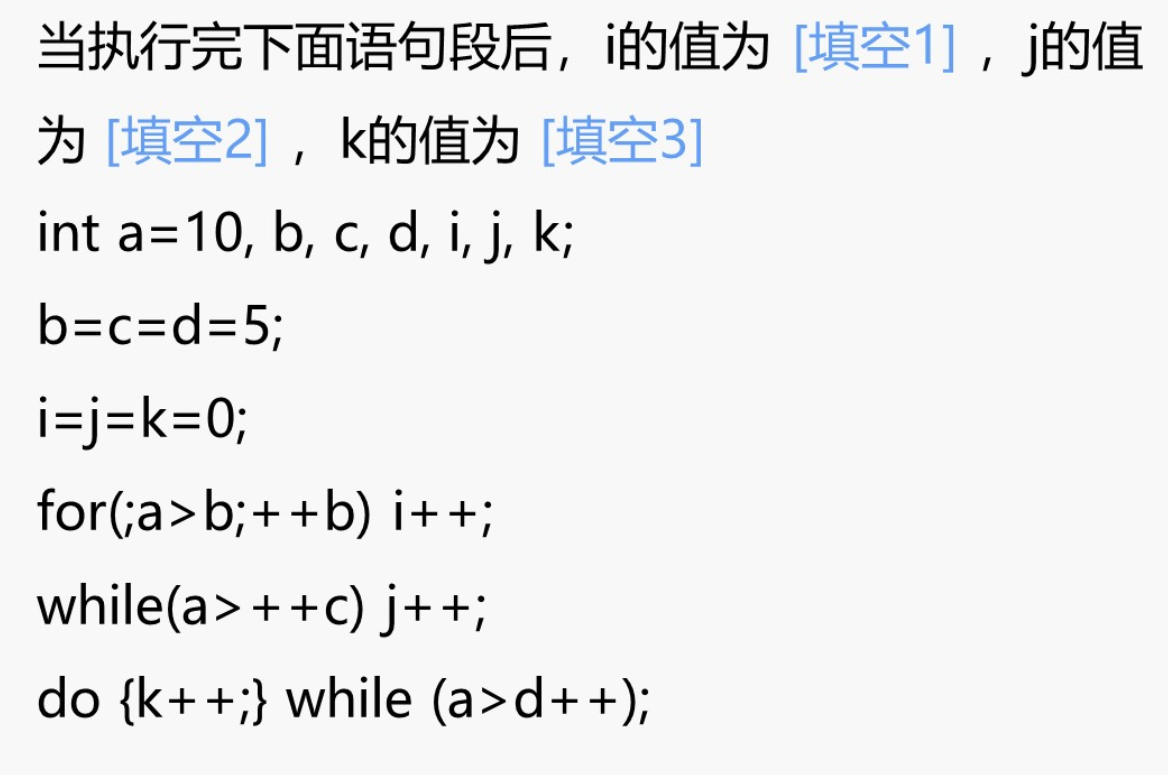 当执行完下面语句段后，i的值为 [填空1] ，j的值
为 [填空2] ，k的值为 [填空3]
int a=10, b, c, d, i, j, k;
b=c=d=5;
i=j=k=0;
for(;a>b;++b) i++;
while(a>++c) j++;
do {k++;} while (a>d++);